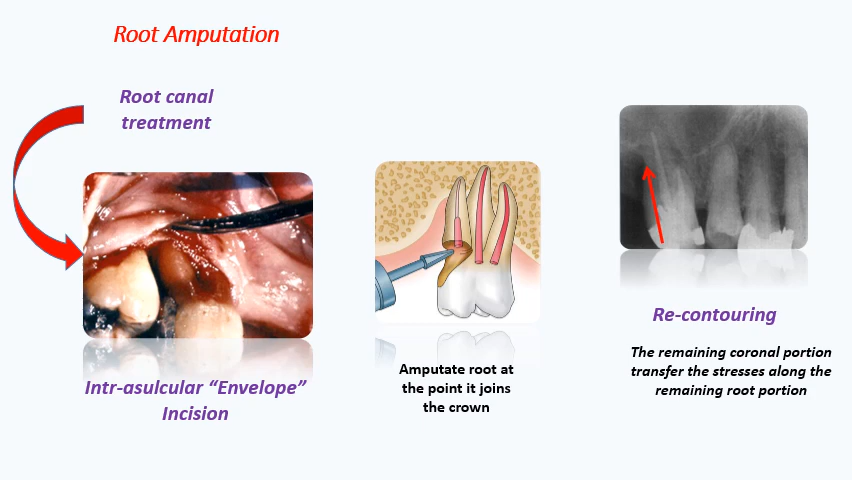 Root Amputation
Root canal
treatment
Intr-asulcular “Envelope”
Incision
Amputate root at
the point it joins
the crown
Re-contouring
The remaining coronal portion
transfer the stresses along the
remaining root portion